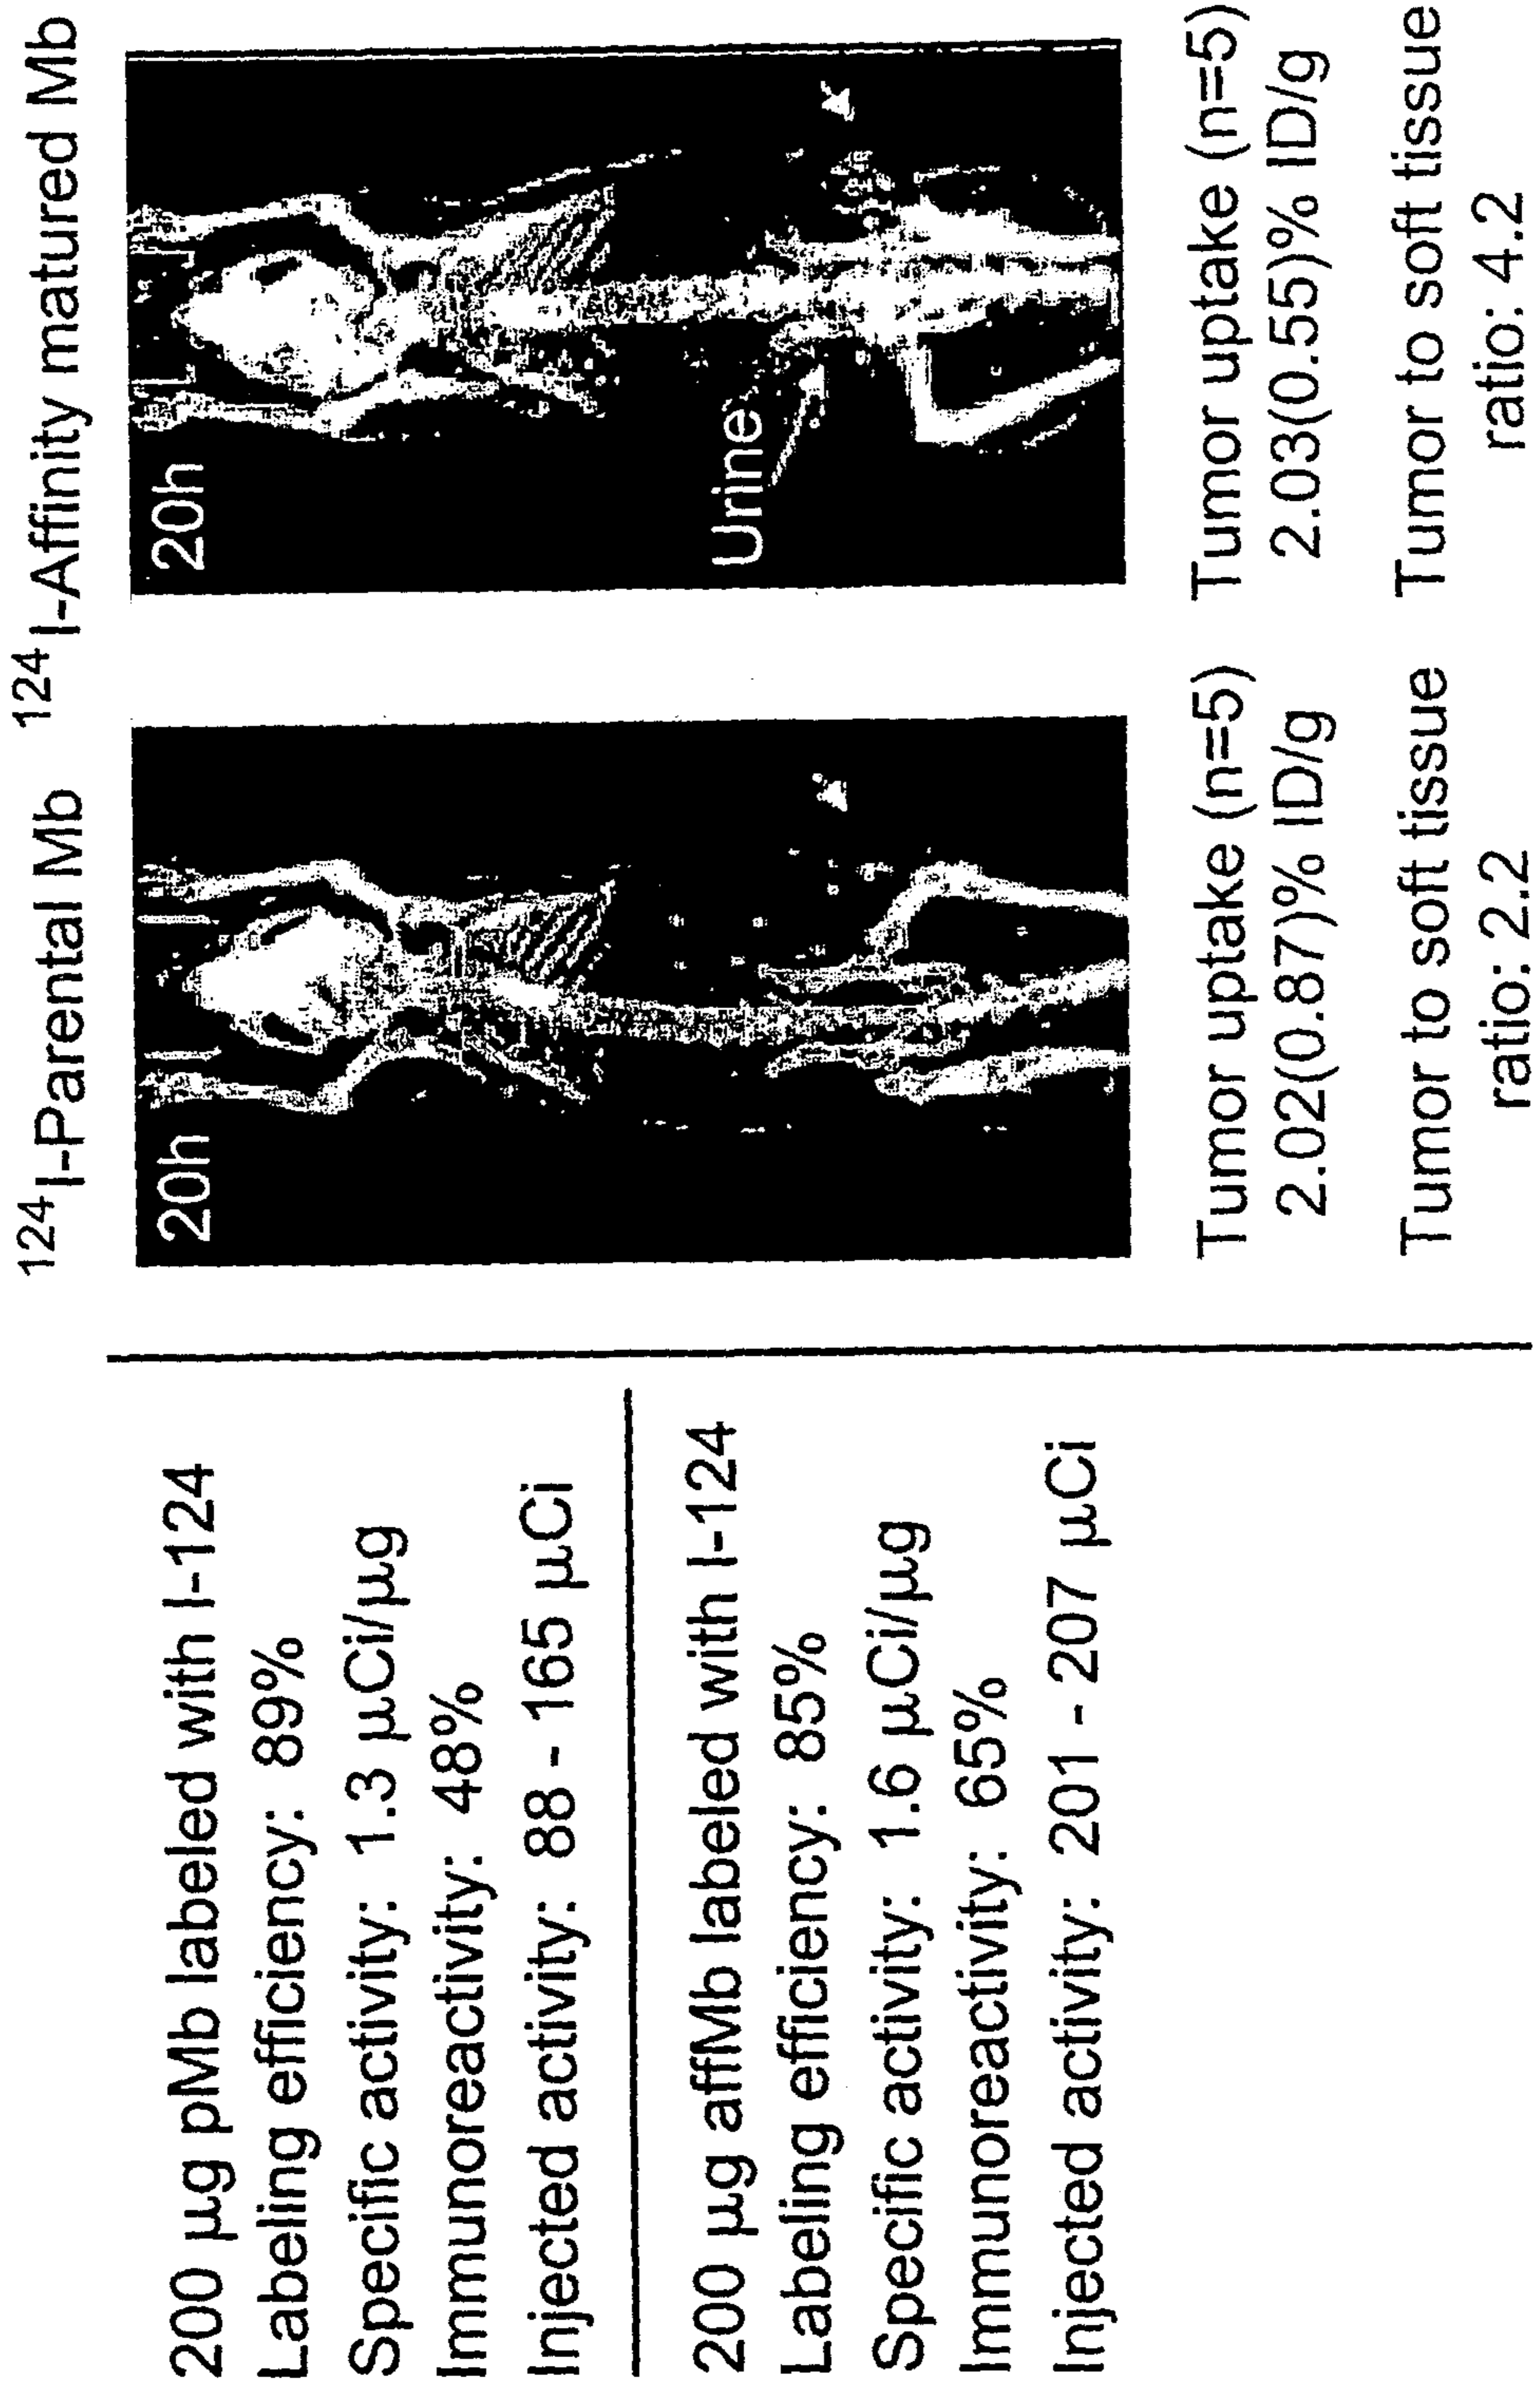 200 µg pMb labeled with I-124
Labeling efficiency: 89%
Specific activity: 1.3 µCi/µg
Immunoreactivity: 48%
Injected activity: 88 - 165 µCi
200 µg affMb labeled with I-124
Labeling efficiency: 85%
Specific activity: 1.6 µCi/µg
Immunoreactivity: 65%
Injected activity: 201 - 207 µCi
124I-Parental Mb
20h
Tumor uptake (n=5)
2.02(0.87)% ID/g
Tumor to soft tissue
ratio: 2.2
124I-Affinity matured Mb
20h
Urine
Tumor uptake (n=5)
2.03(0.55)% ID/g
Tumor to soft tissue
ratio: 4.2